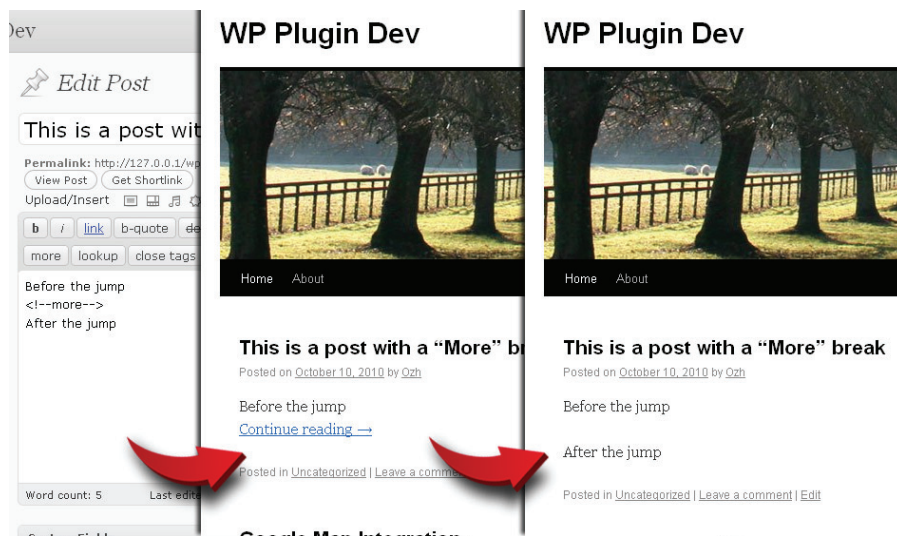 Dev
Edit Post
This is a post wit
Permalink: http://127.0.0.1/wp
View Post Get Shortlink
Upload/Insert
b i link b-quote de
more lookup close tags
Before the jump
<!--more-->
After the jump
Word count: 5 Last edite
WP Plugin Dev
Home About
This is a post with a “More” br
Posted on October 10, 2010 by Ozh
Before the jump
Continue reading →
Posted in Uncategorized | Leave a comme
Google Map Integration
WP Plugin Dev
Home About
This is a post with a “More” break
Posted on October 10, 2010 by Ozh
Before the jump
After the jump
Posted in Uncategorized | Leave a comment | Edit